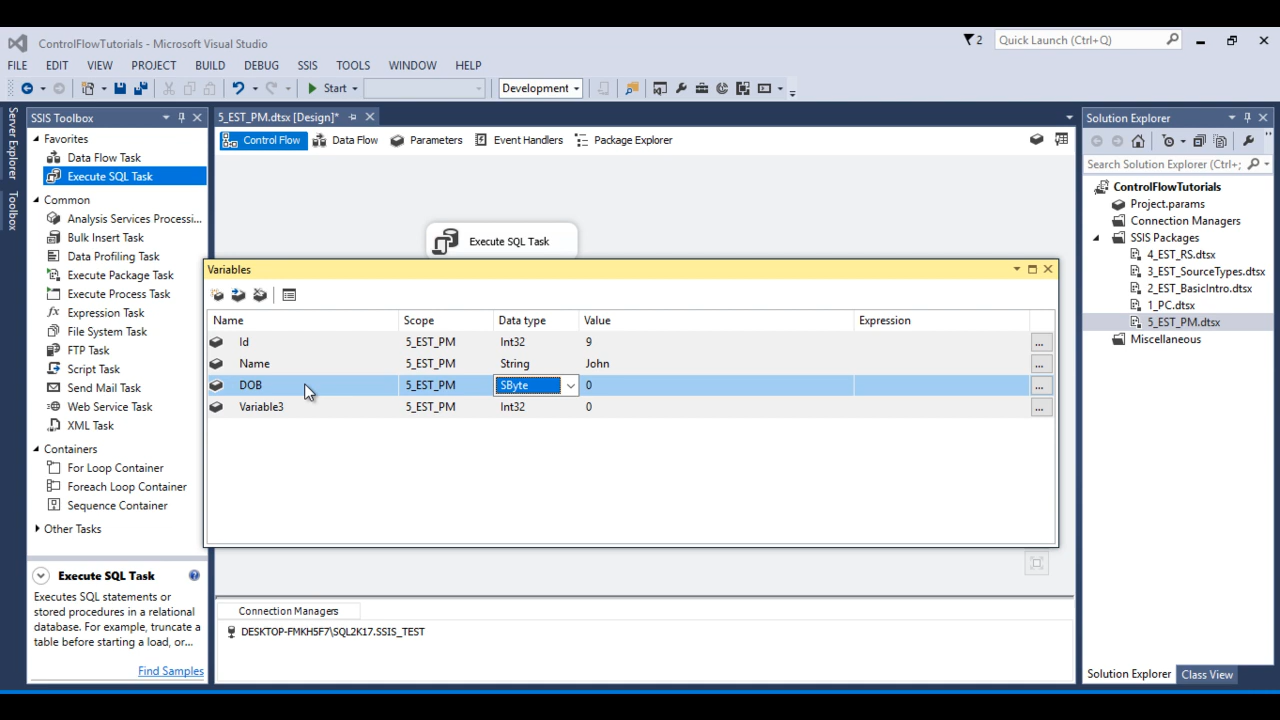 ControlFlowTutorials - Microsoft Visual Studio
2
Quick Launch (Ctrl+Q)
FILE EDIT VIEW PROJECT BUILD DEBUG SSIS TOOLS WINDOW HELP
Start
Development
Server Explorer
Toolbox
SSIS Toolbox
Favorites
Data Flow Task
Execute SQL Task
Common
Analysis Services Processi...
Bulk Insert Task
Data Profiling Task
Execute Package Task
Execute Process Task
Expression Task
File System Task
FTP Task
Script Task
Send Mail Task
Web Service Task
XML Task
Containers
For Loop Container
Foreach Loop Container
Sequence Container
Other Tasks
Execute SQL Task
Executes SQL statements or
stored procedures in a relational
database. For example, truncate a
table before starting a load, or...
Find Samples
5_EST_PM.dtsx [Design]*
Control Flow Data Flow Parameters Event Handlers Package Explorer
Execute SQL Task
Variables
Name Scope Data type Value Expression
Id 5_EST_PM Int32 9 ...
Name 5_EST_PM String John ...
DOB 5_EST_PM SByte 0 ...
Variable3 5_EST_PM Int32 0 ...
Connection Managers
DESKTOP-FMKH5F7\SQL2K17.SSIS_TEST
Solution Explorer
Search Solution Explorer (Ctrl+;
ControlFlowTutorials
Project.params
Connection Managers
SSIS Packages
4_EST_RS.dtsx
3_EST_SourceTypes.dtsx
2_EST_BasicIntro.dtsx
1_PC.dtsx
5_EST_PM.dtsx
Miscellaneous
Solution Explorer Class View